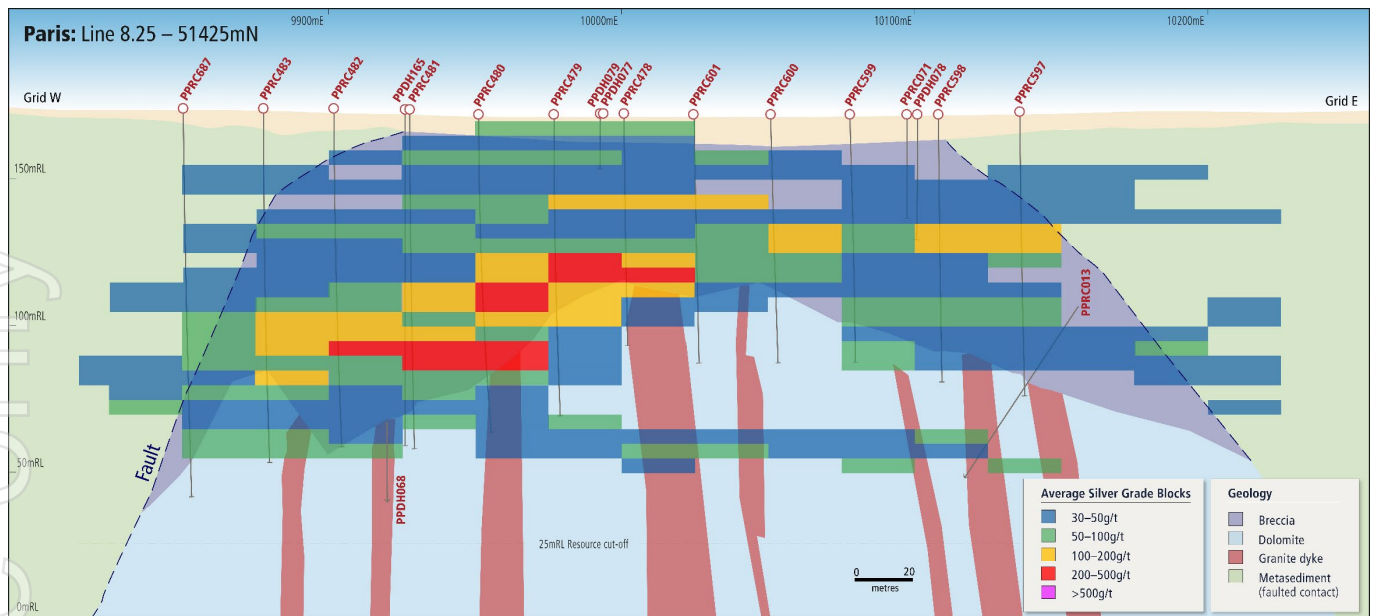 9900mE
10000mE
10100mE
10200mE
Paris: Line 8.25 – 51425mN
PPRC687
PPRC483
PPRC482
PPDH165
PPRC481
PPRC480
PPRC479
PPDH079
PPDH077
PPRC478
PPRC601
PPRC600
PPRC599
PPRC071
PPDH078
PPRC598
PPRC597
Grid W
Grid E
150mRL
100mRL
PPRC013
50mRL
Fault
PPDH068
25mRL Resource cut-off
0mRL
0 20
metres
Average Silver Grade Blocks
30–50g/t
50–100g/t
100–200g/t
200–500g/t
>500g/t
Geology
Breccia
Dolomite
Granite dyke
Metasediment
(faulted contact)